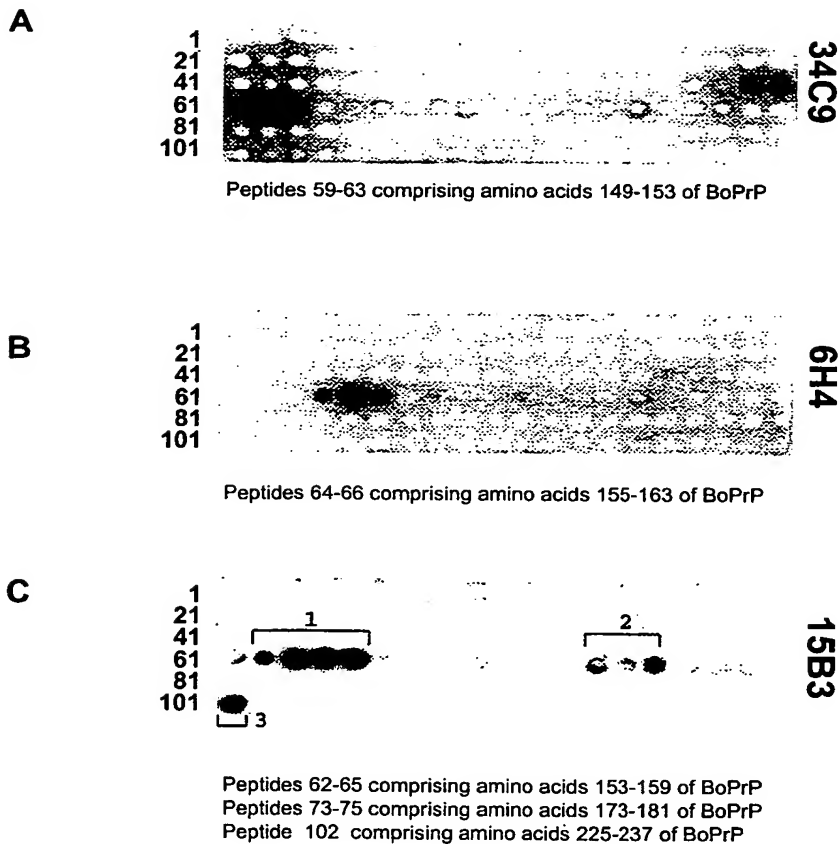 A
1
21
41
61
81
101
34C9
Peptides 59-63 comprising amino acids 149-153 of BoPrP
B
1
21
41
61
81
101
6H4
Peptides 64-66 comprising amino acids 155-163 of BoPrP
C
1
21
41
61
81
101
1
2
3
15B3
Peptides 62-65 comprising amino acids 153-159 of BoPrP
Peptides 73-75 comprising amino acids 173-181 of BoPrP
Peptide 102 comprising amino acids 225-237 of BoPrP